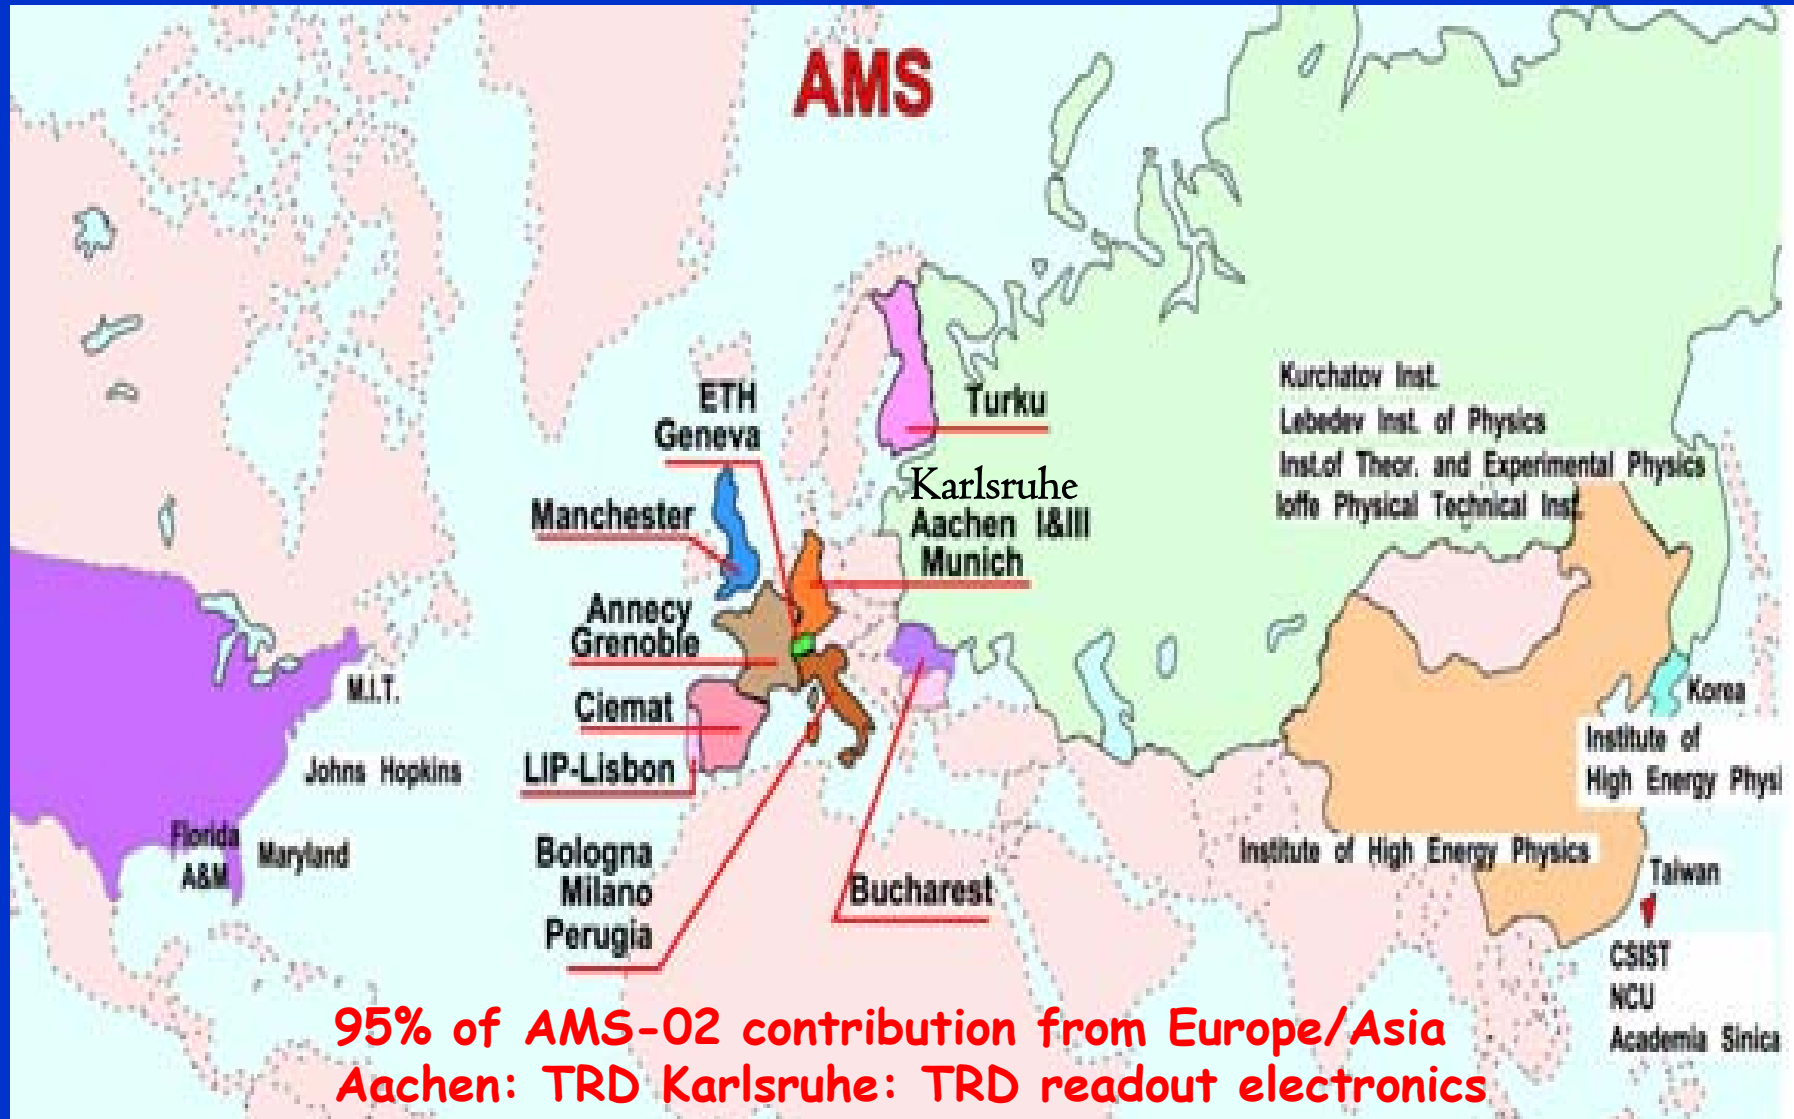 AMS
ETH
Geneva
Turku
Karlsruhe
Aachen I&III
Munich
Manchester
Annecy
Grenoble
Ciemat
LIP-Lisbon
Bologna
Milano
Perugia
Bucharest
M.I.T.
Johns Hopkins
Florida
A&M
Maryland
Kurchatov Inst.
Lebedev Inst. of Physics
Inst.of Theor. and Experimental Physics
Ioffe Physical Technical Inst.
Korea
Institute of
High Energy Physi
Institute of High Energy Physics
Taiwan
CSIST
NCU
Academia Sinica
95% of AMS-02 contribution from Europe/Asia
Aachen: TRD Karlsruhe: TRD readout electronics